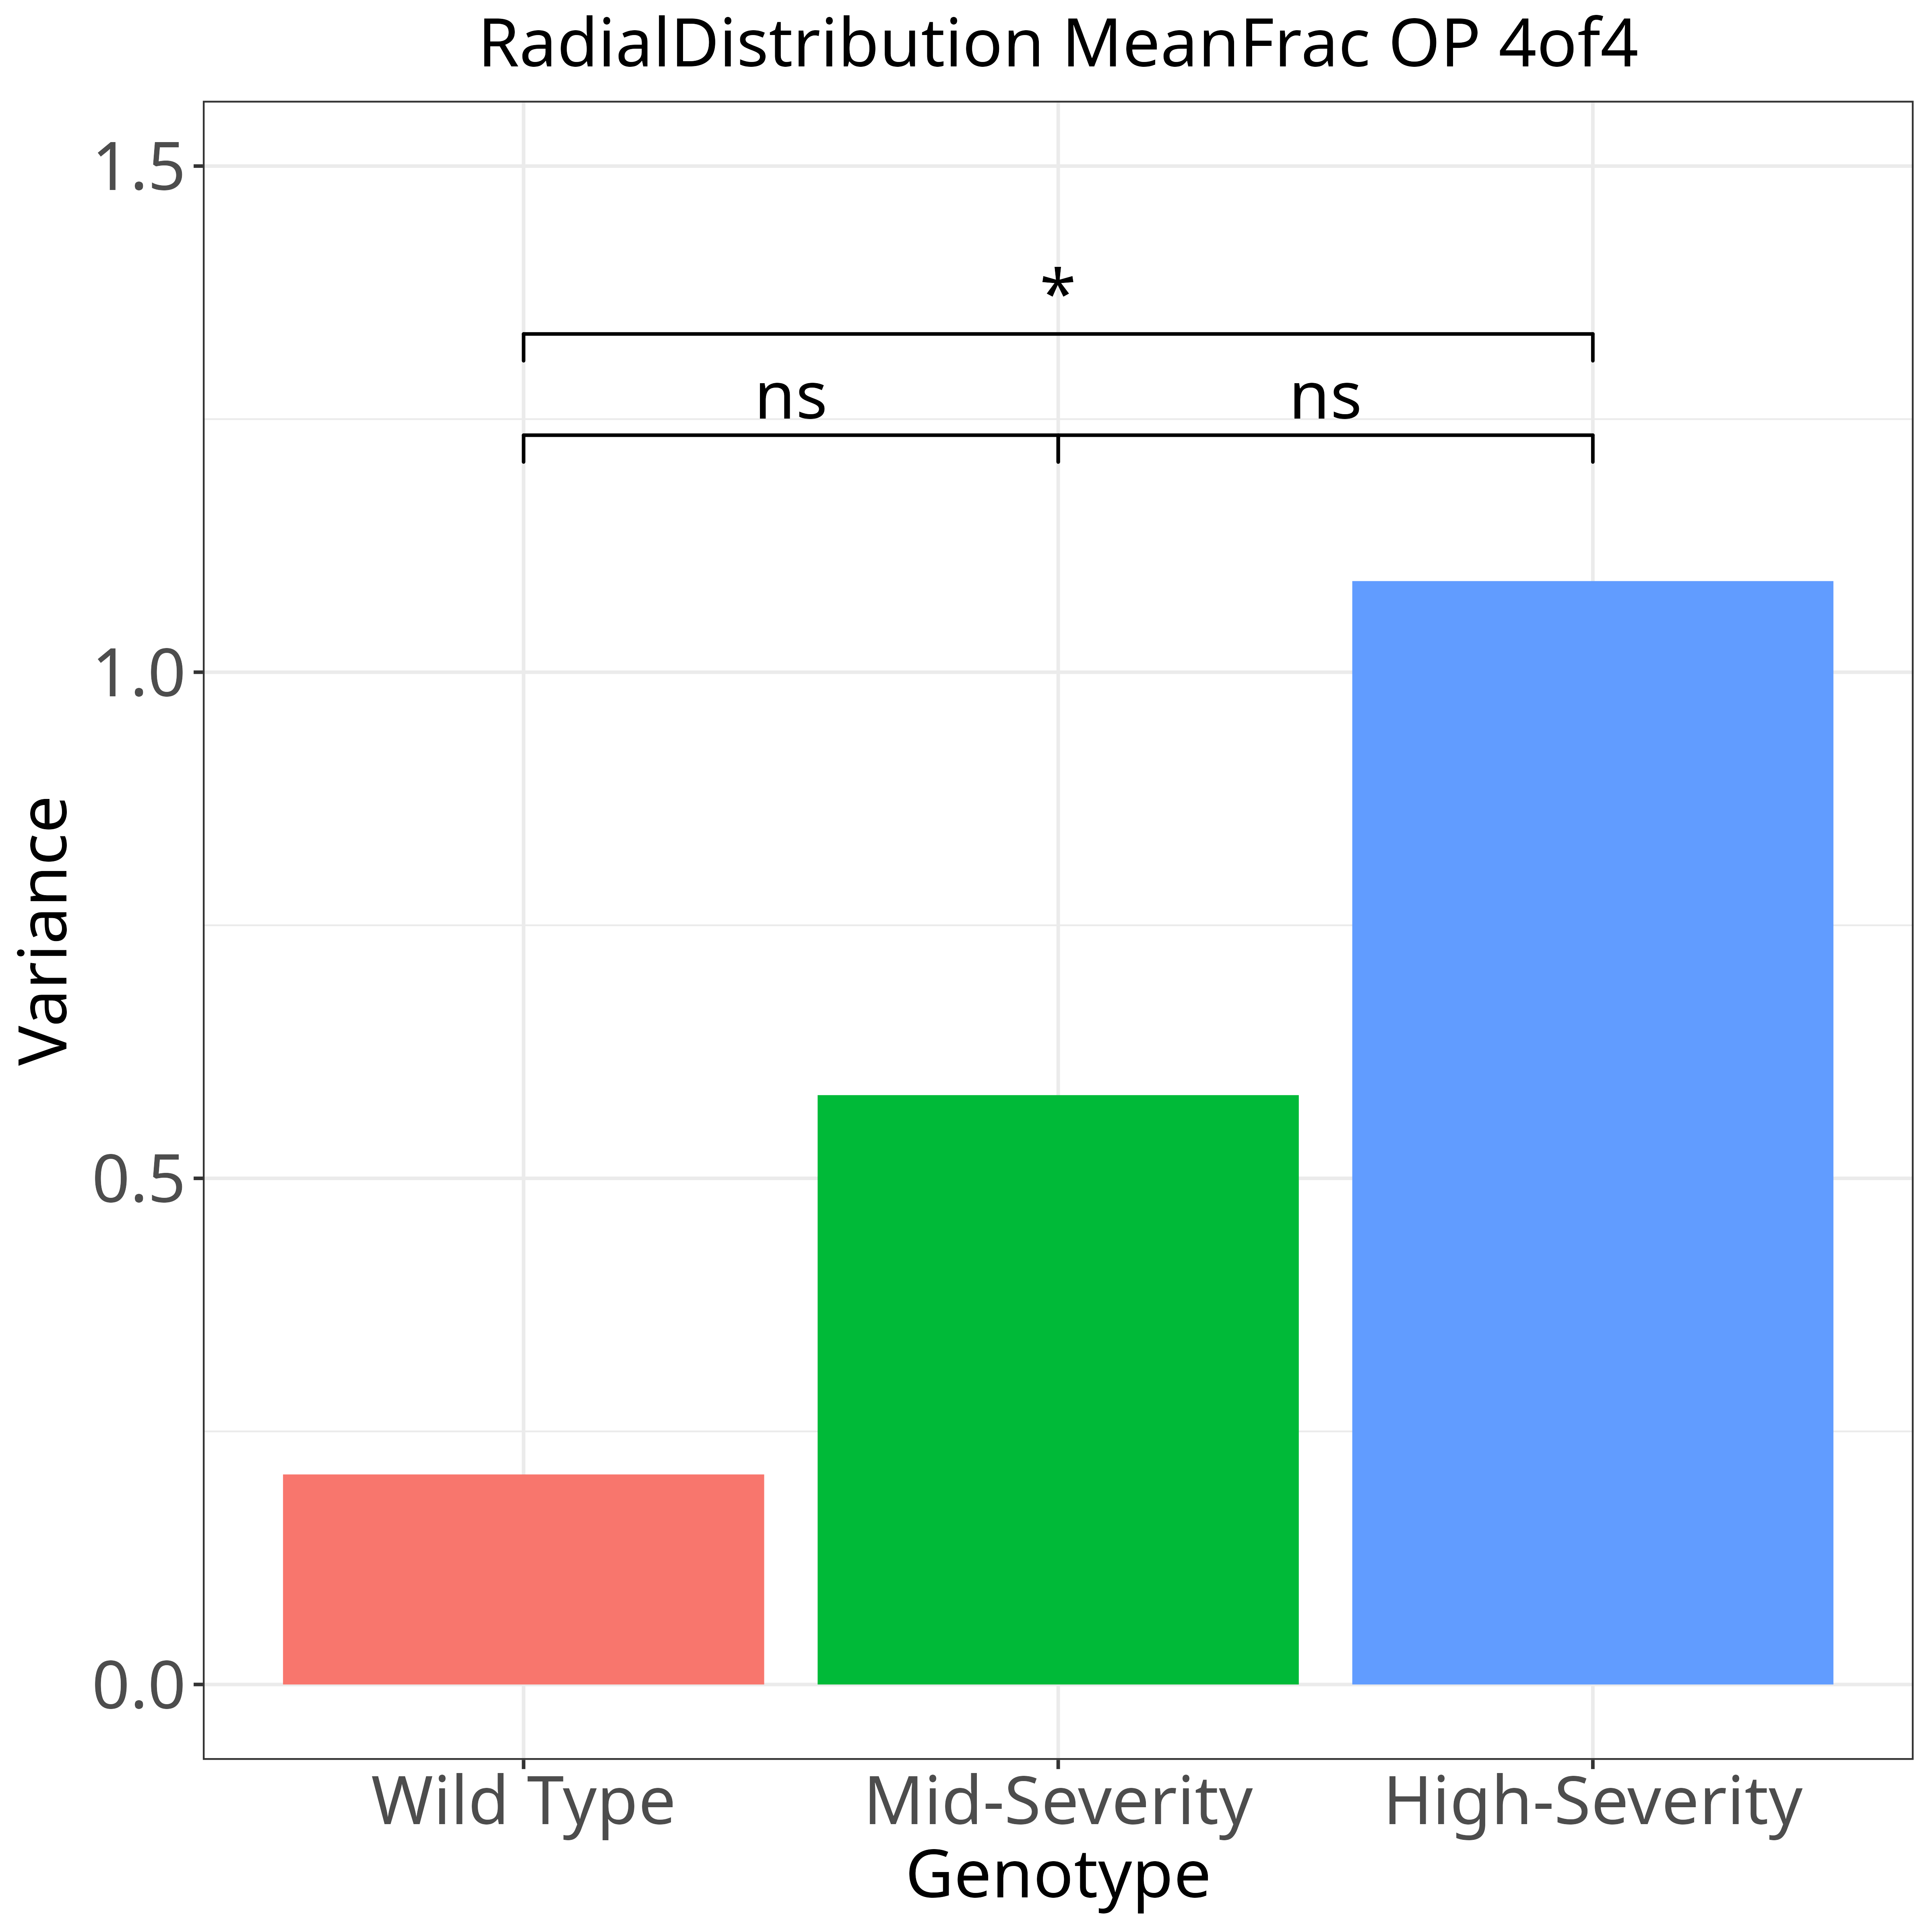 RadialDistribution MeanFrac OP 4of4
1.5
*
ns ns
1.0
Variance
0.5
0.0
Wild Type Mid-Severity High-Severity
Genotype